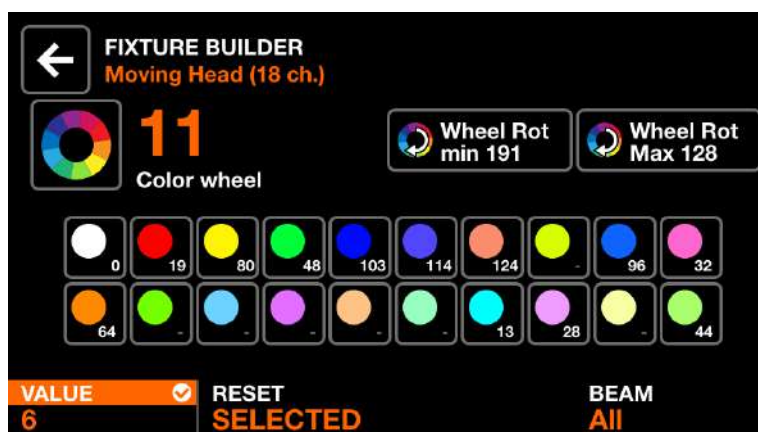 FIXTURE BUILDER
Moving Head (18 ch.)
11
Color wheel
Wheel Rot
min 191
Wheel Rot
Max 128
0 19 80 48 103 114 124 - 96 32
64 - - - - - 13 28 - 44
VALUE RESET BEAM
6 SELECTED All